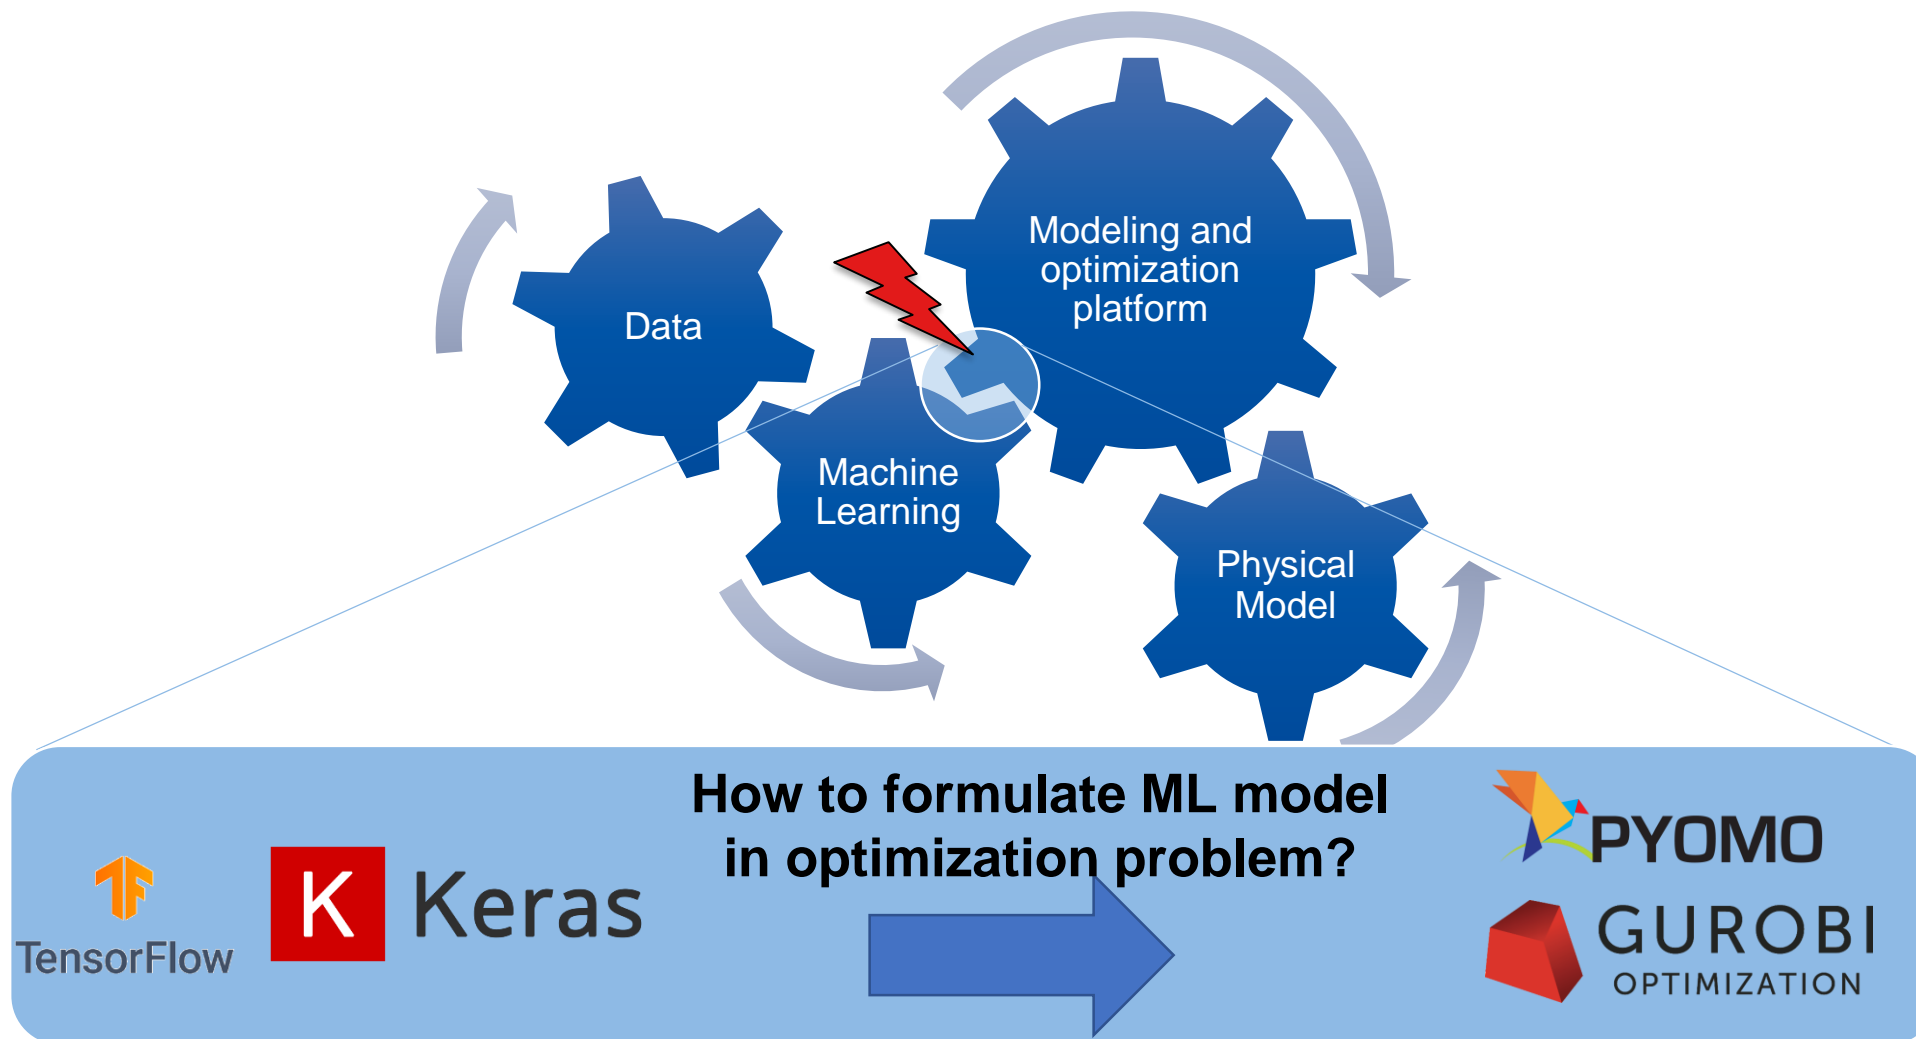 Modeling and
optimization
platform
Data
Machine
Learning
Physical
Model
How to formulate ML model
in optimization problem?
TensorFlow
K Keras
PYOMO
GUROBI
OPTIMIZATION